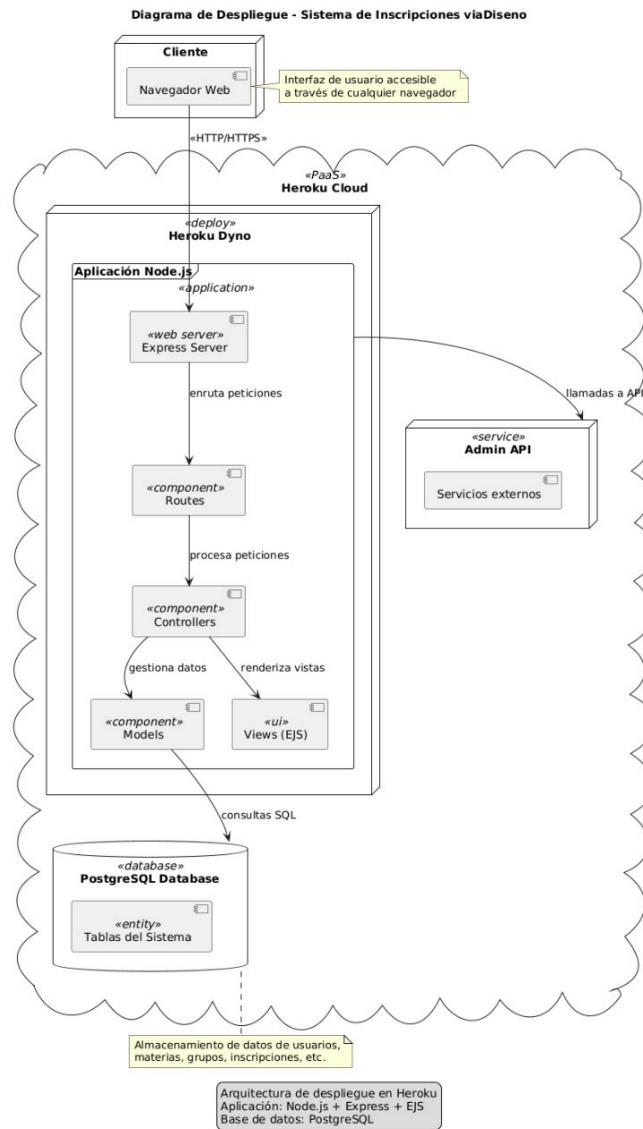 Diagrama de Despliegue - Sistema de Inscripciones viaDiseno
Cliente
Navegador Web
Interfaz de usuario accesible
a través de cualquier navegador
«HTTP/HTTPS»
«PaaS»
Heroku Cloud
«deploy»
Heroku Dyno
Aplicación Node.js
«application»
«web server»
Express Server
enruta peticiones
llamadas a API
«service»
Admin API
Servicios externos
«component»
Routes
procesa peticiones
«component»
Controllers
gestiona datos
renderiza vistas
«component»
Models
«ui»
Views (EJS)
consultas SQL
«database»
PostgreSQL Database
«entity»
Tablas del Sistema
Almacenamiento de datos de usuarios,
materias, grupos, inscripciones, etc.
Arquitectura de despliegue en Heroku
Aplicación: Node.js + Express + EJS
Base de datos: PostgreSQL